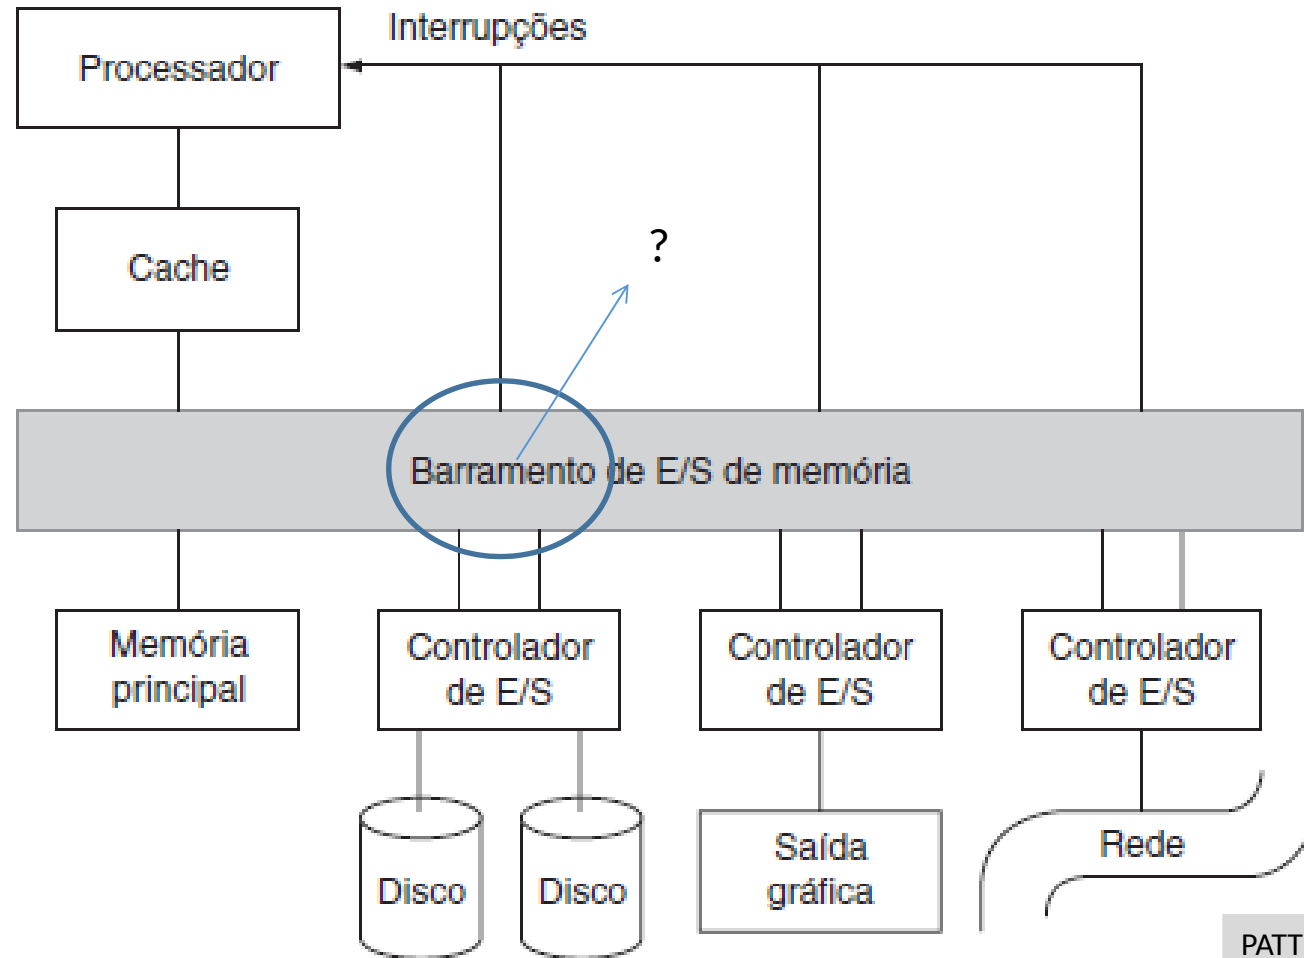 Interrupções
Processador
Cache
?
Barramento de E/S de memória
Memória
principal
Controlador
de E/S
Controlador
de E/S
Controlador
de E/S
Disco
Disco
Saída
gráfica
Rede
PATT